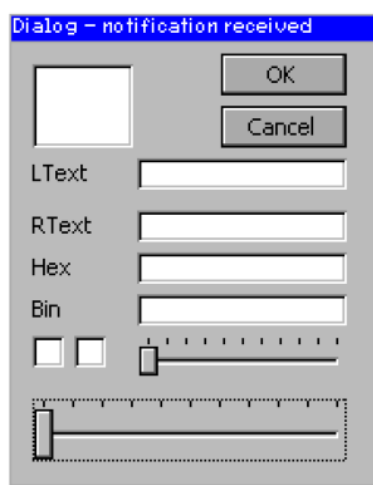 Dialog – notification received
OK
Cancel
LText
RText
Hex
Bin